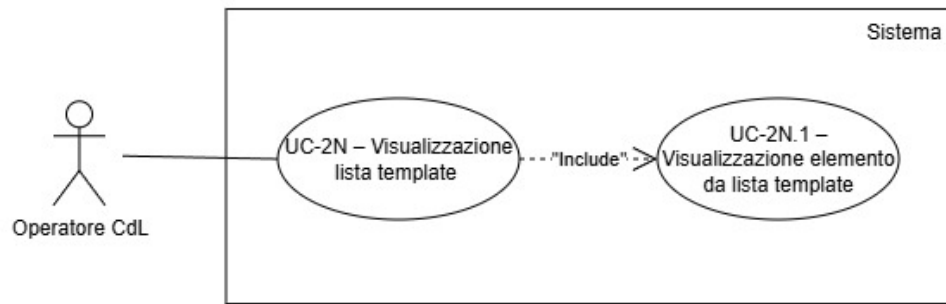 Sistema
UC-2N – Visualizzazione
lista template
"Include"
UC-2N.1 –
Visualizzazione elemento
da lista template
Operatore CdL